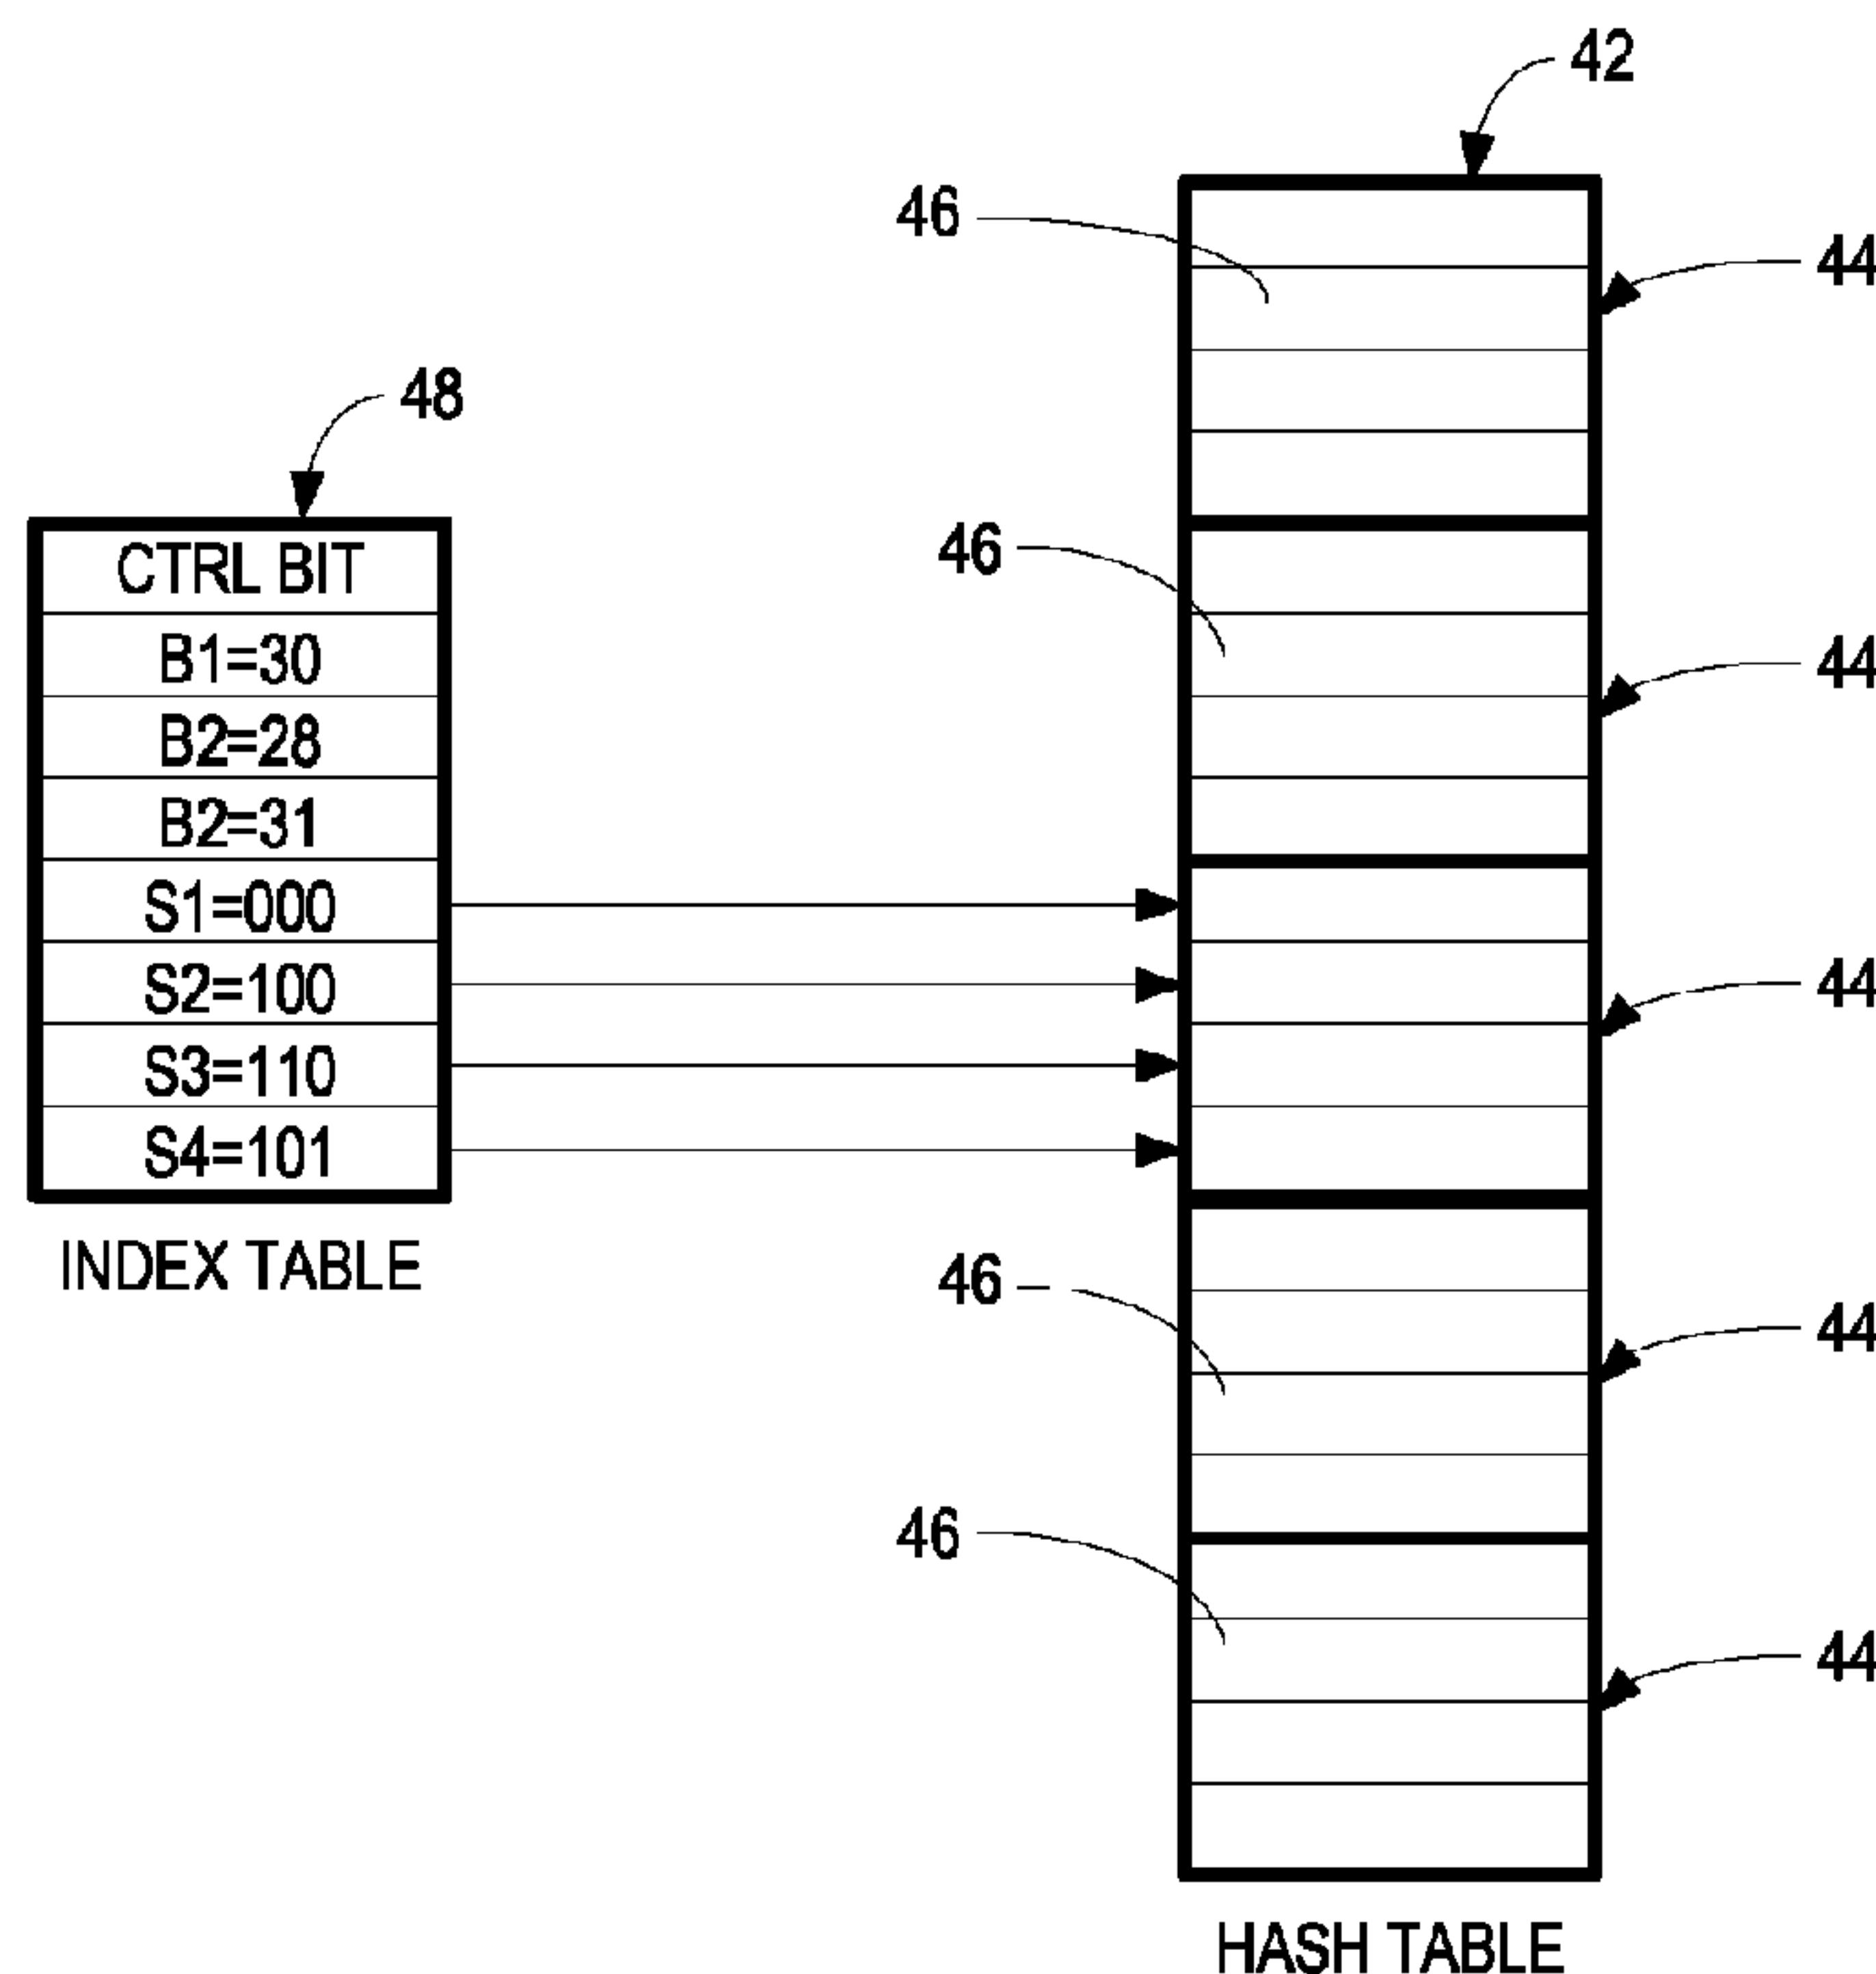 42
46
44
48
46
CTRL BIT
B1=30
44
B2=28
B2=31
S1=000
S2=100
44
S3=110
S4=101
INDEX TABLE
46
44
46
44
HASH TABLE